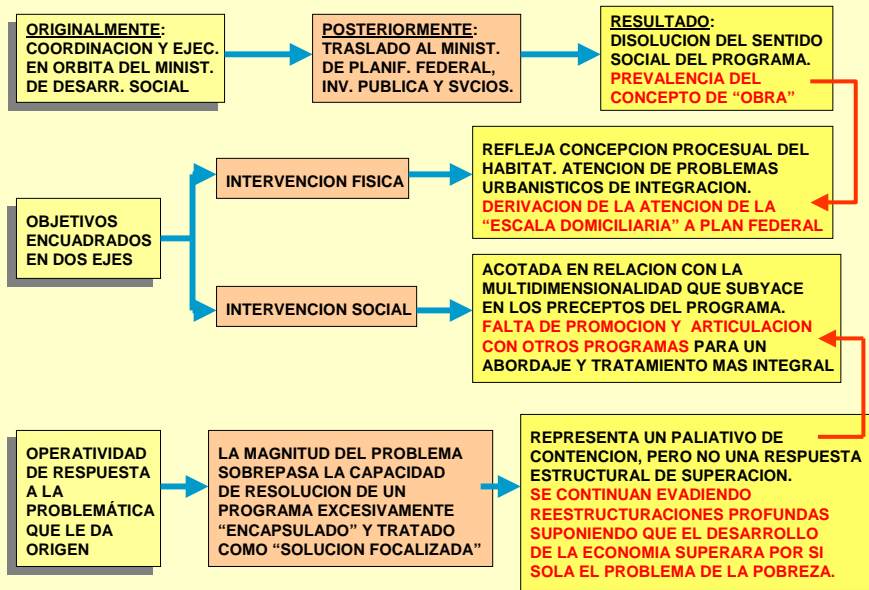 ORIGINALMENTE:
COORDINACION Y EJEC.
EN ORBITA DEL MINIST.
DE DESARR. SOCIAL
POSTERIORMENTE:
TRASLADO AL MINIST.
DE PLANIF. FEDERAL,
INV. PUBLICA Y SVCIOS.
RESULTADO:
DISOLUCION DEL SENTIDO
SOCIAL DEL PROGRAMA.
PREVALENCIA DEL
CONCEPTO DE “OBRA”
OBJETIVOS
ENCUADRADOS
EN DOS EJES
INTERVENCION FISICA
REFLEJA CONCEPCION PROCESUAL DEL
HABITAT. ATENCION DE PROBLEMAS
URBANISTICOS DE INTEGRACION.
DERIVACION DE LA ATENCION DE LA
“ESCALA DOMICILIARIA” A PLAN FEDERAL
INTERVENCION SOCIAL
ACOTADA EN RELACION CON LA
MULTIDIMENSIONALIDAD QUE SUBYACE
EN LOS PRECEPTOS DEL PROGRAMA.
FALTA DE PROMOCION Y ARTICULACION
CON OTROS PROGRAMAS PARA UN
ABORDAJE Y TRATAMIENTO MAS INTEGRAL
OPERATIVIDAD
DE RESPUESTA
A LA
PROBLEMÁTICA
QUE LE DA
ORIGEN
LA MAGNITUD DEL PROBLEMA
SOBREPASA LA CAPACIDAD
DE RESOLUCION DE UN
PROGRAMA EXCESIVAMENTE
“ENCAPSULADO” Y TRATADO
COMO “SOLUCION FOCALIZADA”
REPRESENTA UN PALIATIVO DE
CONTENCION, PERO NO UNA RESPUESTA
ESTRUCTURAL DE SUPERACION.
SE CONTINUAN EVADIENDO
REESTRUCTURACIONES PROFUNDAS
SUPONIENDO QUE EL DESARROLLO
DE LA ECONOMIA SUPERARA POR SI
SOLA EL PROBLEMA DE LA POBREZA.